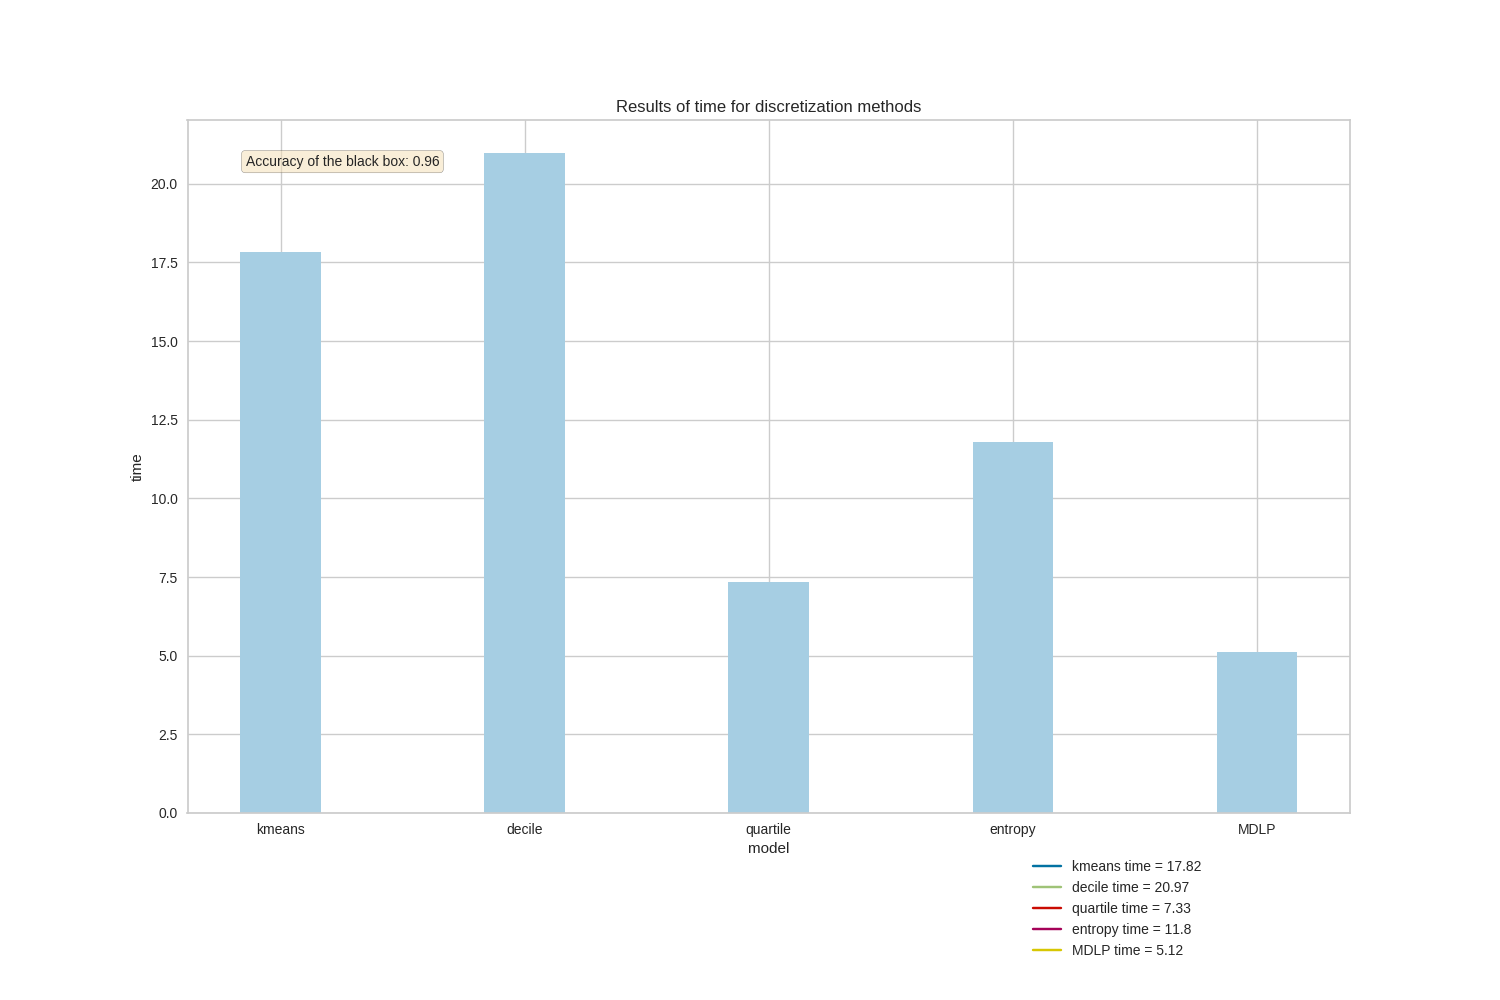 Results of time for discretization methods
Accuracy of the black box: 0.96
20.0
17.5
15.0
12.5
10.0
7.5
5.0
2.5
0.0
time
kmeans decile quartile entropy MDLP
model
kmeans time = 17.82
decile time = 20.97
quartile time = 7.33
entropy time = 11.8
MDLP time = 5.12